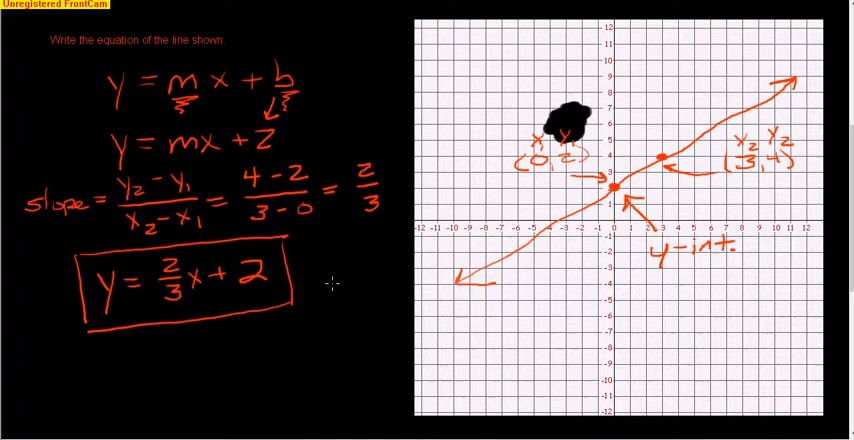 Unregistered FrontCam
Write the equation of the line shown.
y = m x + b
y = mx + 2
slope = y2 - y1 / x2 - x1 = 4 - 2 / 3 - 0 = 2 / 3
y = 2/3 x + 2
12
11
10
9
8
7
6
5
4
3
2
1
-12 -11 -10 -9 -8 -7 -6 -5 -4 -3 -2 -1 0 1 2 3 4 5 6 7 8 9 10 11 12
-1
-2
-3
-4
-5
-6
-7
-8
-9
-10
-11
-12
x1 y1
(0, 2)
x2 y2
(3, 4)
y-int.